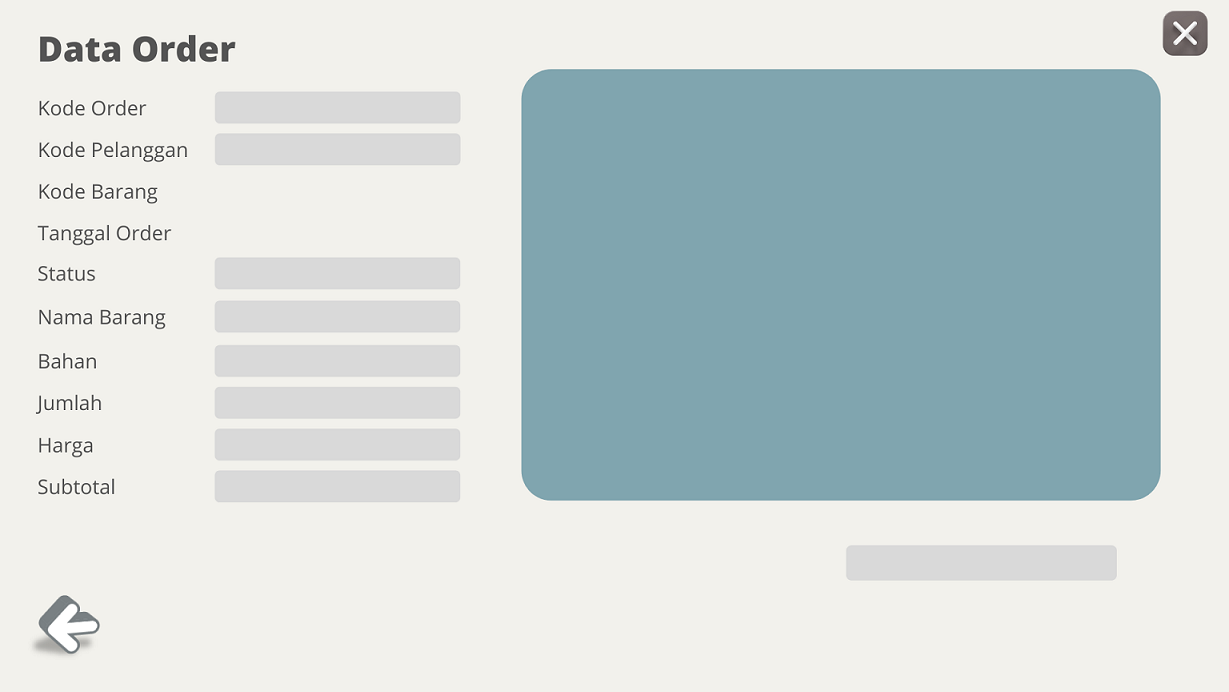 Data Order
Kode Order
Kode Pelanggan
Kode Barang
Tanggal Order
Status
Nama Barang
Bahan
Jumlah
Harga
Subtotal